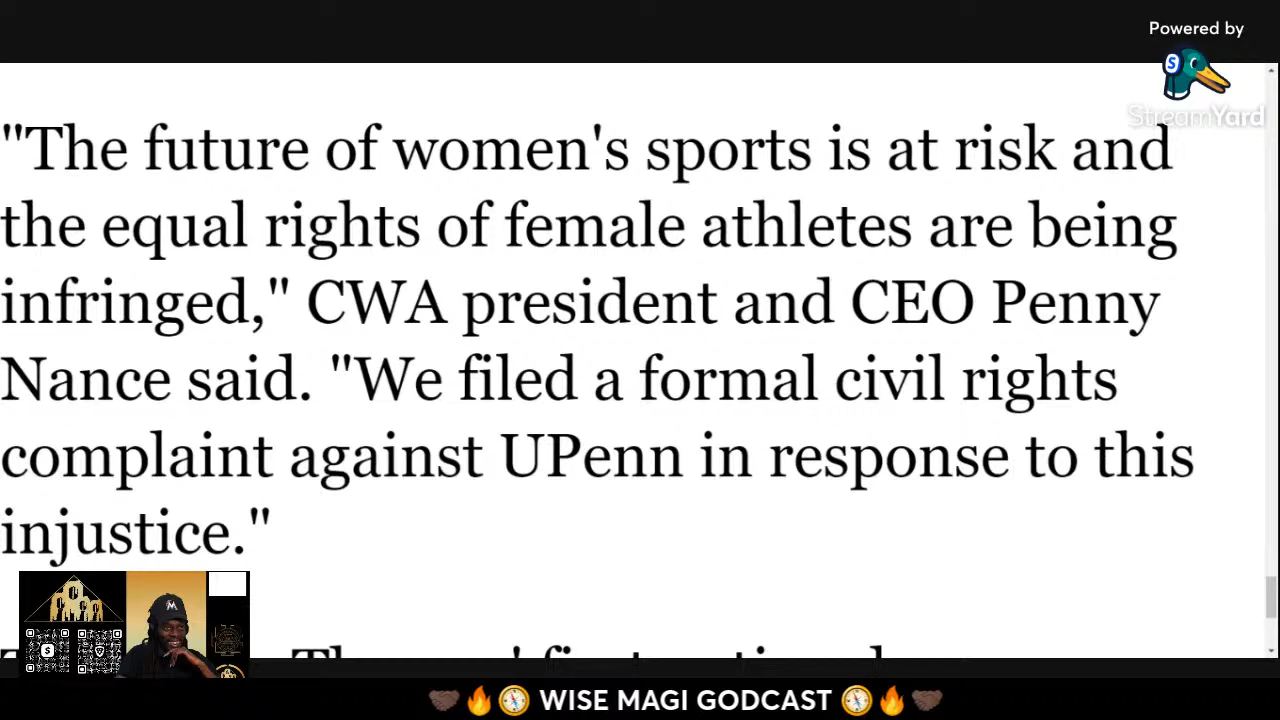 Powered by
StreamYard
"The future of women's sports is at risk and
the equal rights of female athletes are being
infringed," CWA president and CEO Penny
Nance said. "We filed a formal civil rights
complaint against UPenn in response to this
injustice."
WISE MAGI GODCAST